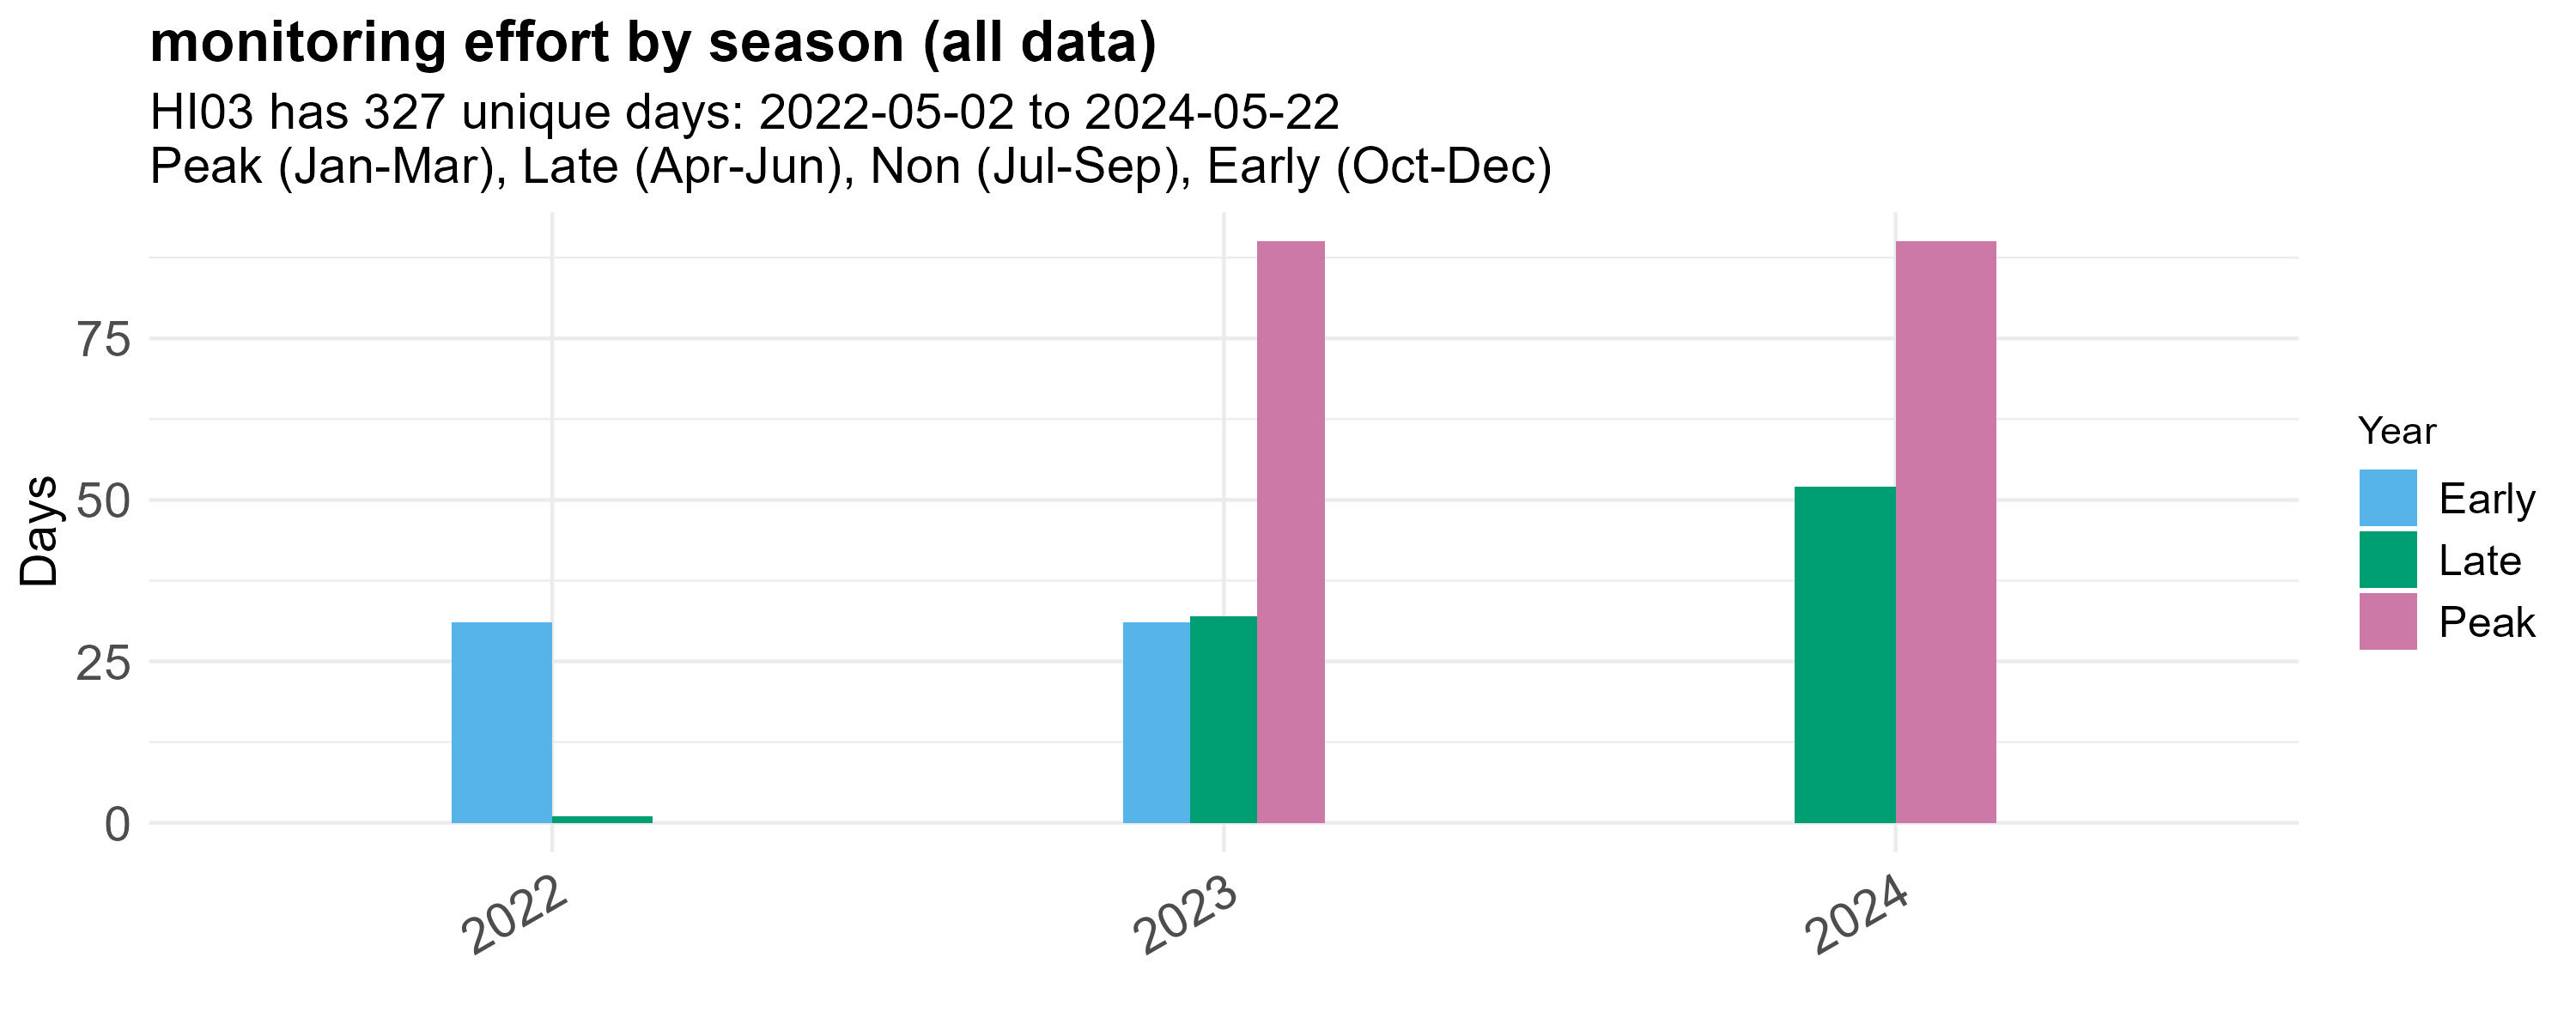 monitoring effort by season (all data)
HI03 has 327 unique days: 2022-05-02 to 2024-05-22
Peak (Jan-Mar), Late (Apr-Jun), Non (Jul-Sep), Early (Oct-Dec)
Days
75
50
25
0
2022
2023
2024
Year
Early
Late
Peak